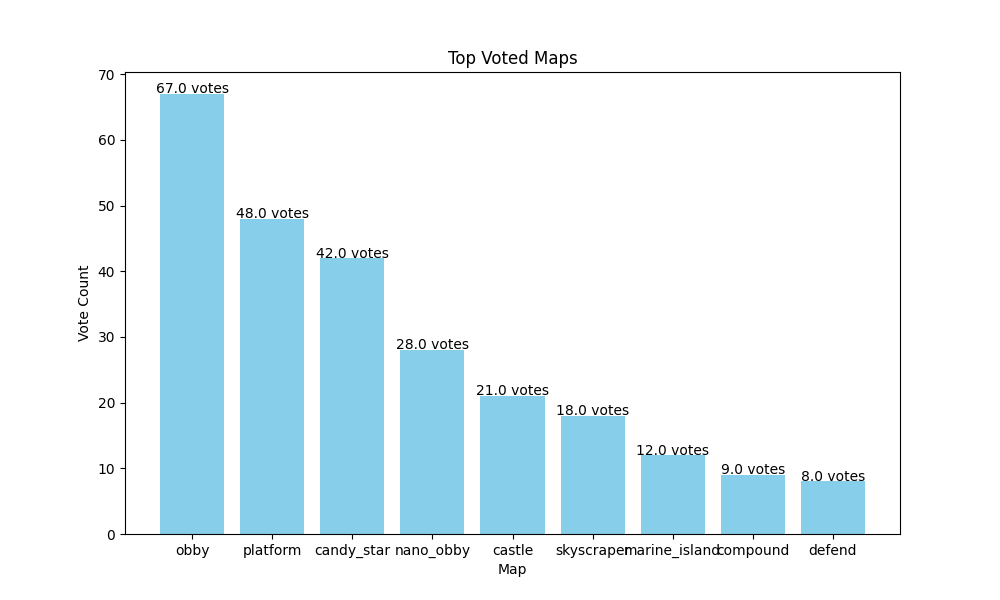 Top Voted Maps
Vote Count
70
60
50
40
30
20
10
0
67.0 votes
48.0 votes
42.0 votes
28.0 votes
21.0 votes
18.0 votes
12.0 votes
9.0 votes
8.0 votes
obby platform candy_star nano_obby castle skyscraper marine_island compound defend
Map